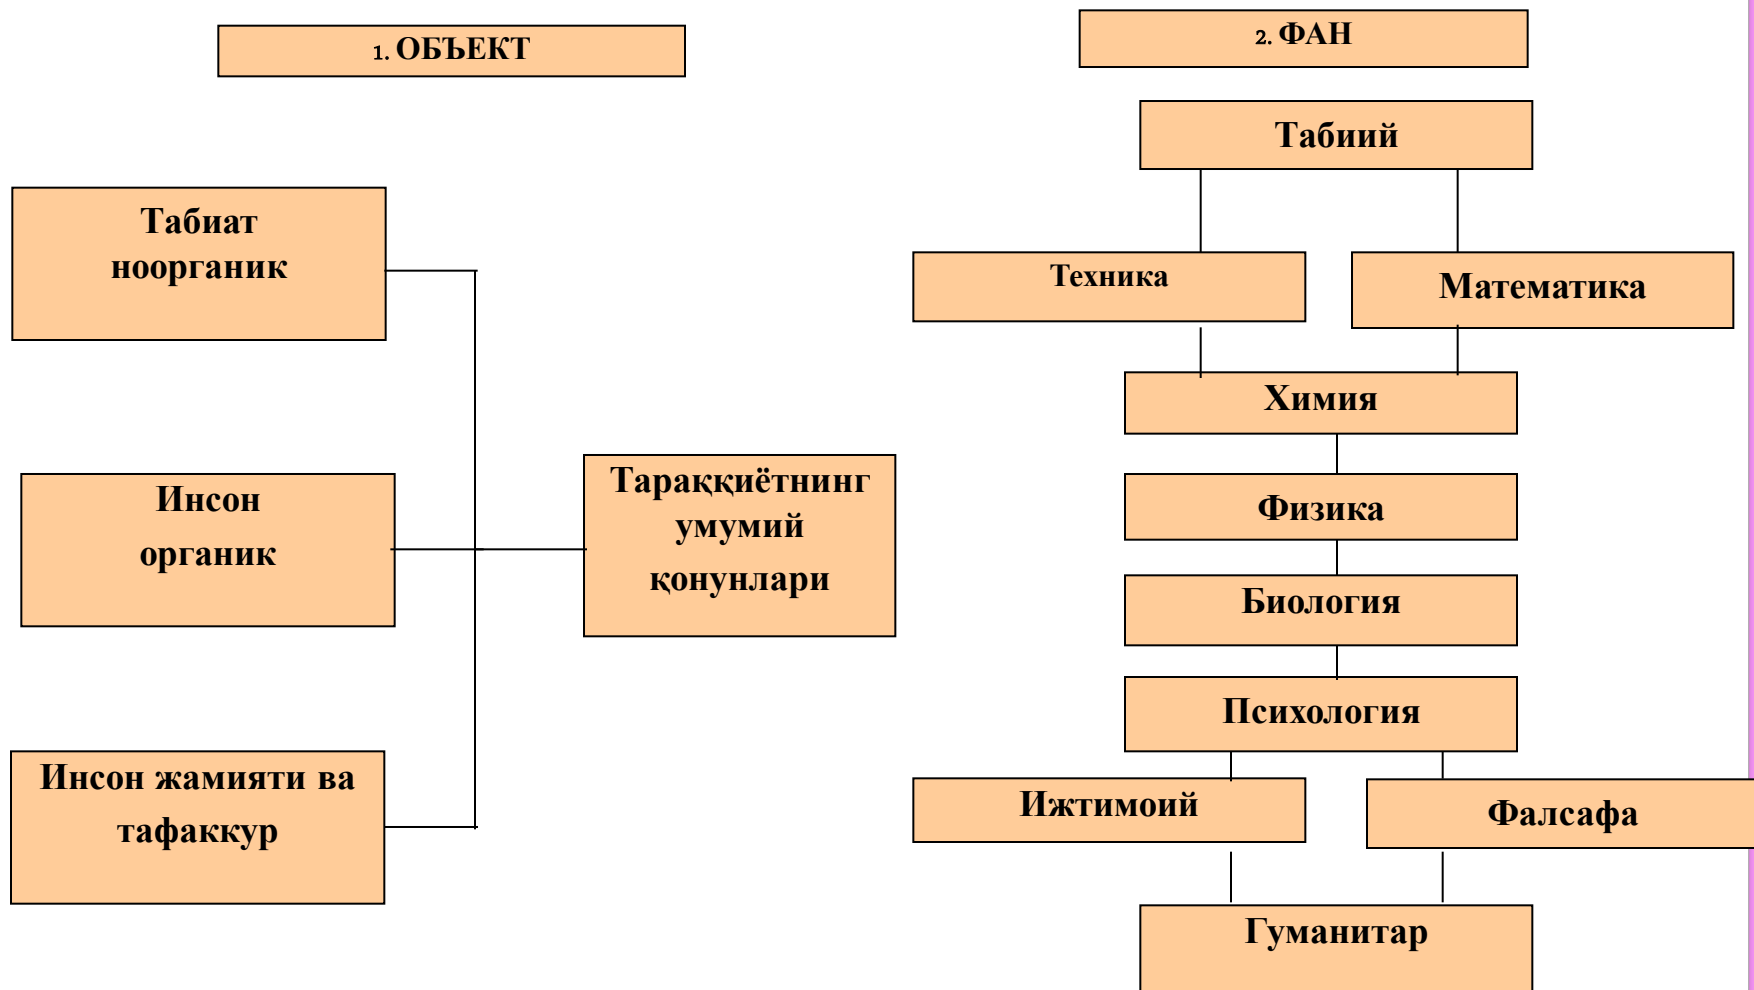 1. ОБЪЕКТ
Табиат
ноорганик
Инсон
органик
Инсон жамияти ва
тафаккур
Тараққиётнинг
умумий
қонунлари
2. ФАН
Табиий
Техника
Математика
Химия
Физика
Биология
Психология
Ижтимоий
Фалсафа
Гуманитар